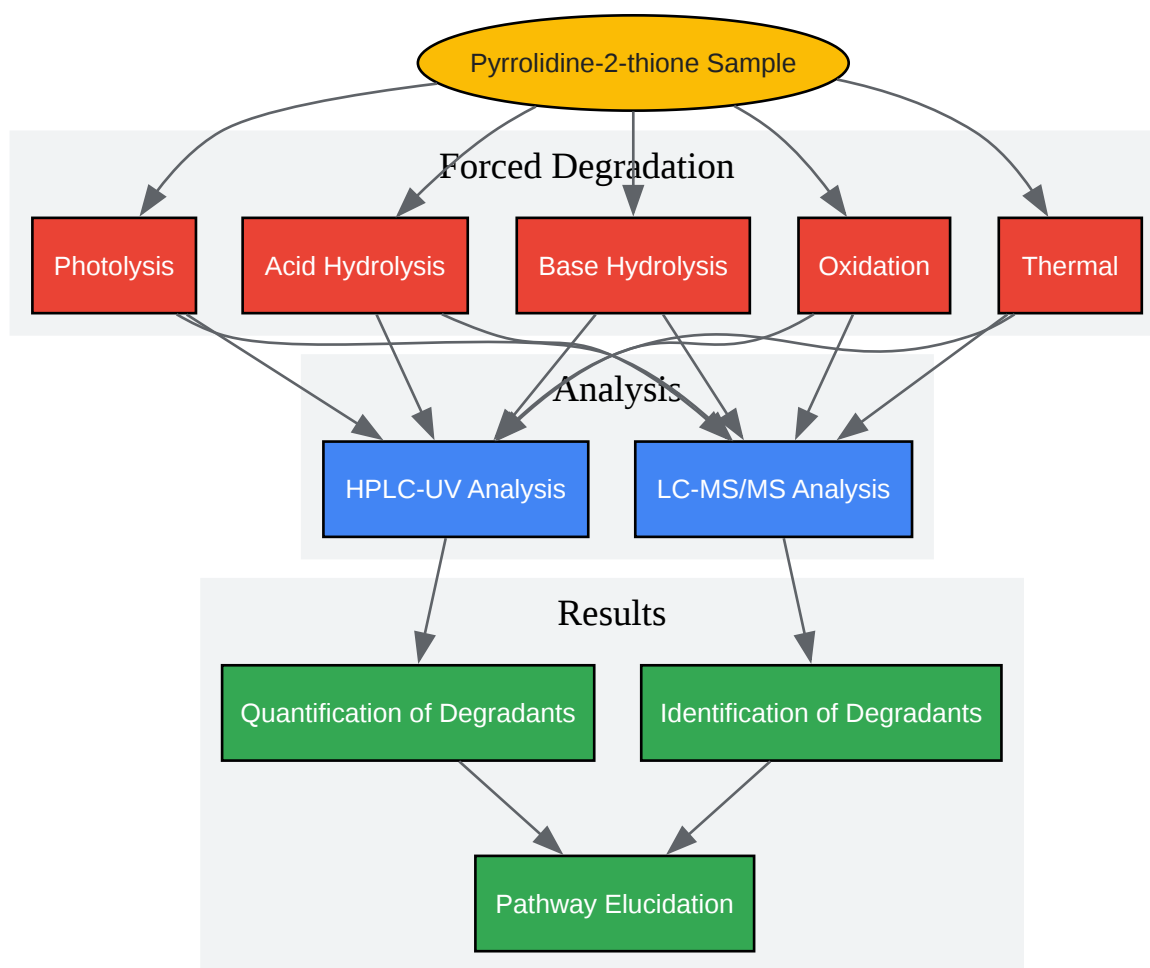 Pyrrolidine-2-thione Sample
Forced Degradation
Photolysis
Acid Hydrolysis
Base Hydrolysis
Oxidation
Thermal
Analysis
HPLC-UV Analysis
LC-MS/MS Analysis
Results
Quantification of Degradants
Identification of Degradants
Pathway Elucidation